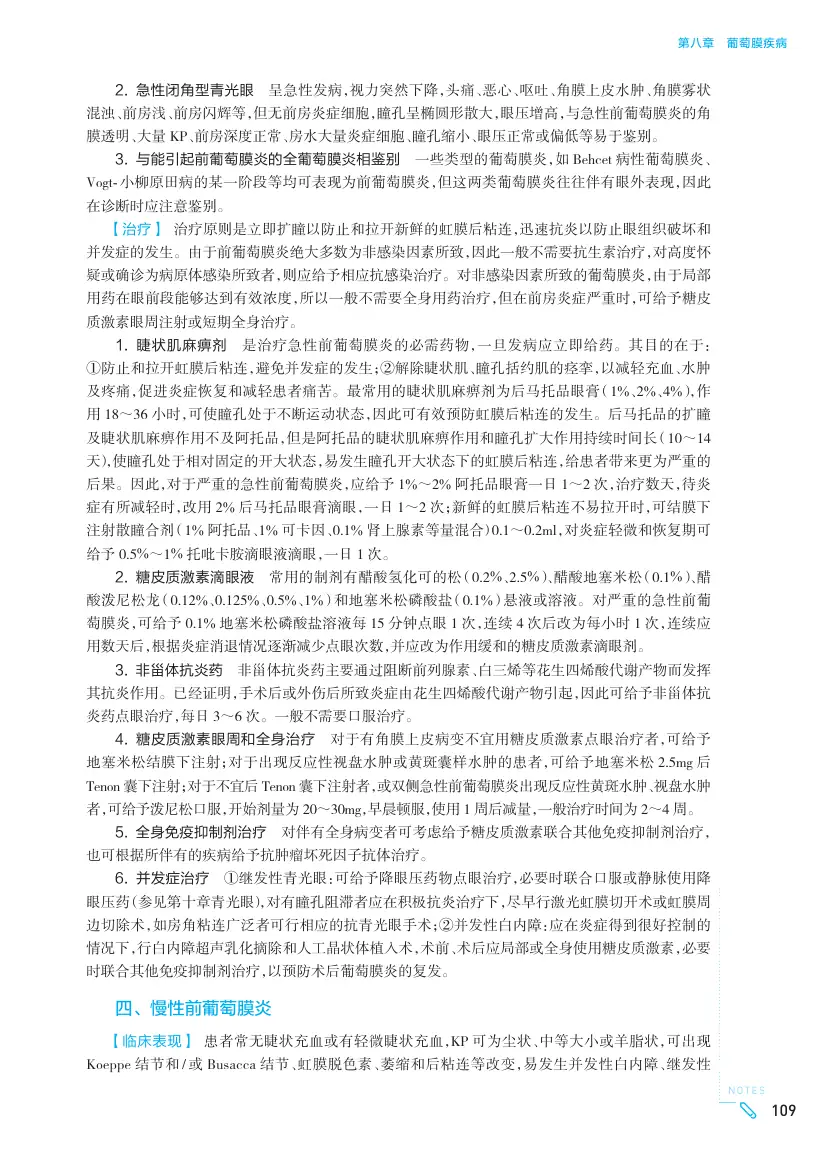 第八章 葡萄膜疾病
2. 急性闭角型青光眼 呈急性发病,视力突然下降,头痛、恶心、呕吐、角膜上皮水肿、角膜雾状
混浊、前房浅、前房闪辉等,但无前房炎症细胞,瞳孔呈椭圆形散大,眼压增高,与急性前葡萄膜炎的角
膜透明、大量 KP、前房深度正常、房水大量炎症细胞、瞳孔缩小、眼压正常或偏低等易于鉴别。
3. 与能引起前葡萄膜炎的全葡萄膜炎相鉴别 一些类型的葡萄膜炎,如 Behcet 病性葡萄膜炎、
Vogt- 小柳原田病的某一阶段等均可表现为前葡萄膜炎,但这两类葡萄膜炎往往伴有眼外表现,因此
在诊断时应注意鉴别。
【治疗】 治疗原则是立即扩瞳以防止和拉开新鲜的虹膜后粘连,迅速抗炎以防止眼组织破坏和
并发症的发生。由于前葡萄膜炎绝大多数为非感染因素所致,因此一般不需要抗生素治疗,对高度怀
疑或确诊为病原体感染所致者,则应给予相应抗感染治疗。对非感染因素所致的葡萄膜炎,由于局部
用药在眼前段能够达到有效浓度,所以一般不需要全身用药治疗,但在前房炎症严重时,可给予糖皮
质激素眼周注射或短期全身治疗。
1. 睫状肌麻痹剂 是治疗急性前葡萄膜炎的必需药物,一旦发病应立即给药。其目的在于:
①防止和拉开虹膜后粘连,避免并发症的发生;②解除睫状肌、瞳孔括约肌的痉挛,以减轻充血、水肿
及疼痛,促进炎症恢复和减轻患者痛苦。最常用的睫状肌麻痹剂为后马托品眼膏(1%、2%、4%),作
用 18～36 小时,可使瞳孔处于不断运动状态,因此可有效预防虹膜后粘连的发生。后马托品的扩瞳
及睫状肌麻痹作用不及阿托品,但是阿托品的睫状肌麻痹作用和瞳孔扩大作用持续时间长(10～14
天),使瞳孔处于相对固定的开大状态,易发生瞳孔开大状态下的虹膜后粘连,给患者带来更为严重的
后果。因此,对于严重的急性前葡萄膜炎,应给予 1%～2% 阿托品眼膏一日 1～2 次,治疗数天,待炎
症有所减轻时,改用 2% 后马托品眼膏滴眼,一日 1～2 次;新鲜的虹膜后粘连不易拉开时,可结膜下
注射散瞳合剂(1% 阿托品、1% 可卡因、0.1% 肾上腺素等量混合)0.1～0.2ml,对炎症轻微和恢复期可
给予 0.5%～1% 托吡卡胺滴眼液滴眼,一日 1 次。
2. 糖皮质激素滴眼液 常用的制剂有醋酸氢化可的松(0.2%、2.5%)、醋酸地塞米松(0.1%)、醋
酸泼尼松龙(0.12%、0.125%、0.5%、1%)和地塞米松磷酸盐(0.1%)悬液或溶液。对严重的急性前葡
萄膜炎,可给予 0.1% 地塞米松磷酸盐溶液每 15 分钟点眼 1 次,连续 4 次后改为每小时 1 次,连续应
用数天后,根据炎症消退情况逐渐减少点眼次数,并应改为作用缓和的糖皮质激素滴眼剂。
3. 非甾体抗炎药 非甾体抗炎药主要通过阻断前列腺素、白三烯等花生四烯酸代谢产物而发挥
其抗炎作用。已经证明,手术后或外伤后所致炎症由花生四烯酸代谢产物引起,因此可给予非甾体抗
炎药点眼治疗,每日 3～6 次。一般不需要口服治疗。
4. 糖皮质激素眼周和全身治疗 对于有角膜上皮病变不宜用糖皮质激素点眼治疗者,可给予
地塞米松结膜下注射;对于出现反应性视盘水肿或黄斑囊样水肿的患者,可给予地塞米松 2.5mg 后
Tenon 囊下注射;对于不宜后 Tenon 囊下注射者,或双侧急性前葡萄膜炎出现反应性黄斑水肿、视盘水肿
者,可给予泼尼松口服,开始剂量为 20～30mg,早晨顿服,使用 1 周后减量,一般治疗时间为 2～4 周。
5. 全身免疫抑制剂治疗 对伴有全身病变者可考虑给予糖皮质激素联合其他免疫抑制剂治疗,
也可根据所伴有的疾病给予抗肿瘤坏死因子抗体治疗。
6. 并发症治疗 ①继发性青光眼:可给予降眼压药物点眼治疗,必要时联合口服或静脉使用降
眼压药(参见第十章青光眼),对有瞳孔阻滞者应在积极抗炎治疗下,尽早行激光虹膜切开术或虹膜周
边切除术,如房角粘连广泛者可行相应的抗青光眼手术;②并发性白内障:应在炎症得到很好控制的
情况下,行白内障超声乳化摘除和人工晶状体植入术,术前、术后应局部或全身使用糖皮质激素,必要
时联合其他免疫抑制剂治疗,以预防术后葡萄膜炎的复发。
四、慢性前葡萄膜炎
【临床表现】 患者常无睫状充血或有轻微睫状充血,KP 可为尘状、中等大小或羊脂状,可出现
Koeppe 结节和/或 Busacca 结节、虹膜脱色素、萎缩和后粘连等改变,易发生并发性白内障、继发性
NOTES
109